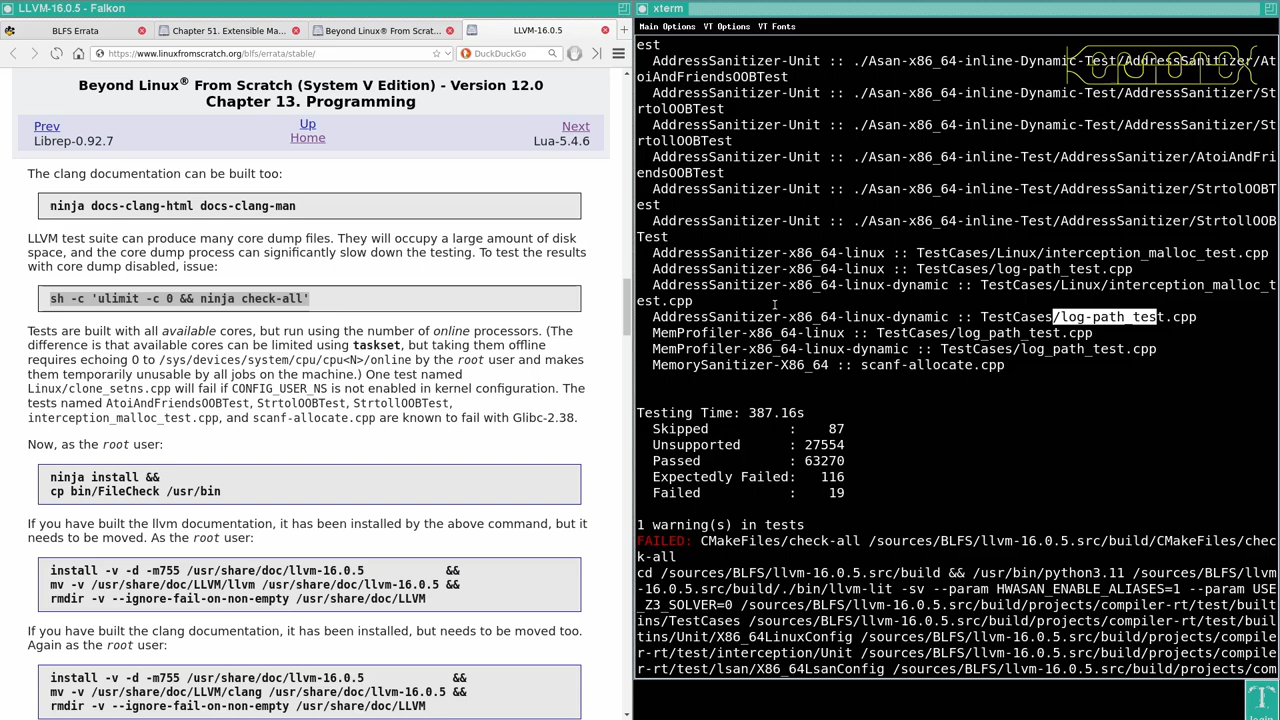 LLVM-16.0.5 - Falkon
BLFS Errata
Chapter 51. Extensible Ma...
Beyond Linux® From Scrat...
LLVM-16.0.5
https://www.linuxfromscratch.org/blfs/errata/stable/
DuckDuckGo
Beyond Linux® From Scratch (System V Edition) - Version 12.0
Chapter 13. Programming
Prev
Up
Next
Librep-0.92.7
Home
Lua-5.4.6
The clang documentation can be built too:
ninja docs-clang-html docs-clang-man
LLVM test suite can produce many core dump files. They will occupy a large amount of disk
space, and the core dump process can significantly slow down the testing. To test the results
with core dump disabled, issue:
sh -c 'ulimit -c 0 && ninja check-all'
Tests are built with all available cores, but run using the number of online processors. (The
difference is that available cores can be limited using taskset, but taking them offline
requires echoing 0 to /sys/devices/system/cpu/cpu<N>/online by the root user and makes
them temporarily unusable by all jobs on the machine.) One test named
Linux/clone_setns.cpp will fail if CONFIG_USER_NS is not enabled in kernel configuration. The
tests named AtoiAndFriendsOOBTest, StrtolOOBTest, StrtollOOBTest,
interception_malloc_test.cpp, and scanf-allocate.cpp are known to fail with Glibc-2.38.
Now, as the root user:
ninja install &&
cp bin/FileCheck /usr/bin
If you have built the llvm documentation, it has been installed by the above command, but it
needs to be moved. As the root user:
install -v -d -m755 /usr/share/doc/llvm-16.0.5 &&
mv -v /usr/share/doc/LLVM/llvm /usr/share/doc/llvm-16.0.5 &&
rmdir -v --ignore-fail-on-non-empty /usr/share/doc/LLVM
If you have built the clang documentation, it has been installed, but needs to be moved too.
Again as the root user:
install -v -d -m755 /usr/share/doc/llvm-16.0.5 &&
mv -v /usr/share/doc/LLVM/clang /usr/share/doc/llvm-16.0.5 &&
rmdir -v --ignore-fail-on-non-empty /usr/share/doc/LLVM
xterm
Main Options VT Options VT Fonts
est
AddressSanitizer-Unit :: ./Asan-x86_64-inline-Dynamic-Test/AddressSanitizer/At
oiAndFriendsOOBTest
AddressSanitizer-Unit :: ./Asan-x86_64-inline-Dynamic-Test/AddressSanitizer/St
rtolOOBTest
AddressSanitizer-Unit :: ./Asan-x86_64-inline-Dynamic-Test/AddressSanitizer/St
rtollOOBTest
AddressSanitizer-Unit :: ./Asan-x86_64-inline-Test/AddressSanitizer/AtoiAndFri
endsOOBTest
AddressSanitizer-Unit :: ./Asan-x86_64-inline-Test/AddressSanitizer/StrtolOOBT
est
AddressSanitizer-Unit :: ./Asan-x86_64-inline-Test/AddressSanitizer/StrtollOOB
Test
AddressSanitizer-x86_64-linux :: TestCases/Linux/interception_malloc_test.cpp
AddressSanitizer-x86_64-linux :: TestCases/log-path_test.cpp
AddressSanitizer-x86_64-linux-dynamic :: TestCases/Linux/interception_malloc_t
est.cpp
AddressSanitizer-x86_64-linux-dynamic :: TestCases/log-path_test.cpp
MemProfiler-x86_64-linux :: TestCases/log_path_test.cpp
MemProfiler-x86_64-linux-dynamic :: TestCases/log_path_test.cpp
MemorySanitizer-X86_64 :: scanf-allocate.cpp
Testing Time: 387.16s
Skipped : 87
Unsupported : 27554
Passed : 63270
Expectedly Failed: 116
Failed : 19
1 warning(s) in tests
FAILED: CMakeFiles/check-all /sources/BLFS/llvm-16.0.5.src/build/CMakeFiles/chec
k-all
cd /sources/BLFS/llvm-16.0.5.src/build && /usr/bin/python3.11 /sources/BLFS/llvm
-16.0.5.src/build/./bin/llvm-lit -sv --param HWASAN_ENABLE_ALIASES=1 --param USE
_Z3_SOLVER=0 /sources/BLFS/llvm-16.0.5.src/build/projects/compiler-rt/test/buil
tins/TestCases /sources/BLFS/llvm-16.0.5.src/build/projects/compiler-rt/test/buil
tins/Unit/X86_64LinuxConfig /sources/BLFS/llvm-16.0.5.src/build/projects/compile
r-rt/test/interception/Unit /sources/BLFS/llvm-16.0.5.src/build/projects/compile
r-rt/test/lsan/X86_64LsanConfig /sources/BLFS/llvm-16.0.5.src/build/projects/com